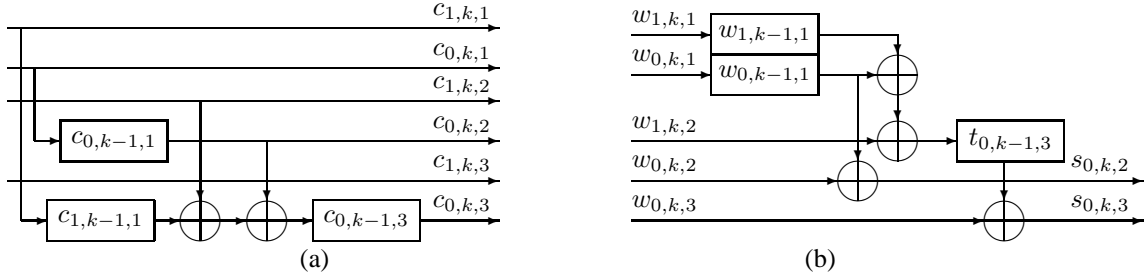 c_{1,k,1}
c_{0,k,1}
c_{1,k,2}
c_{0,k−1,1}
c_{0,k,2}
c_{1,k,3}
c_{1,k−1,1}
c_{0,k−1,3}
c_{0,k,3}
(a)
w_{1,k,1}
w_{1,k−1,1}
w_{0,k,1}
w_{0,k−1,1}
w_{1,k,2}
t_{0,k−1,3}
w_{0,k,2}
s_{0,k,2}
w_{0,k,3}
s_{0,k,3}
(b)